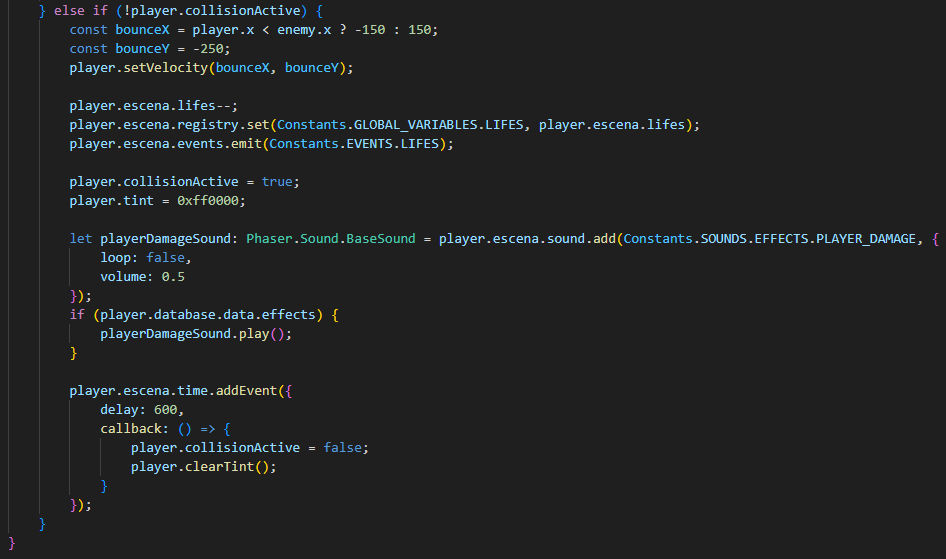 } else if (!player.collisionActive) {
const bounceX = player.x < enemy.x ? -150 : 150;
const bounceY = -250;
player.setVelocity(bounceX, bounceY);
player.escena.lifes--;
player.escena.registry.set(Constants.GLOBAL_VARIABLES.LIFES, player.escena.lifes);
player.escena.events.emit(Constants.EVENTS.LIFES);
player.collisionActive = true;
player.tint = 0xff0000;
let playerDamageSound: Phaser.Sound.BaseSound = player.escena.sound.add(Constants.SOUNDS.EFFECTS.PLAYER_DAMAGE, {
loop: false,
volume: 0.5
});
if (player.database.data.effects) {
playerDamageSound.play();
}
player.escena.time.addEvent({
delay: 600,
callback: () => {
player.collisionActive = false;
player.clearTint();
}
});
}
}